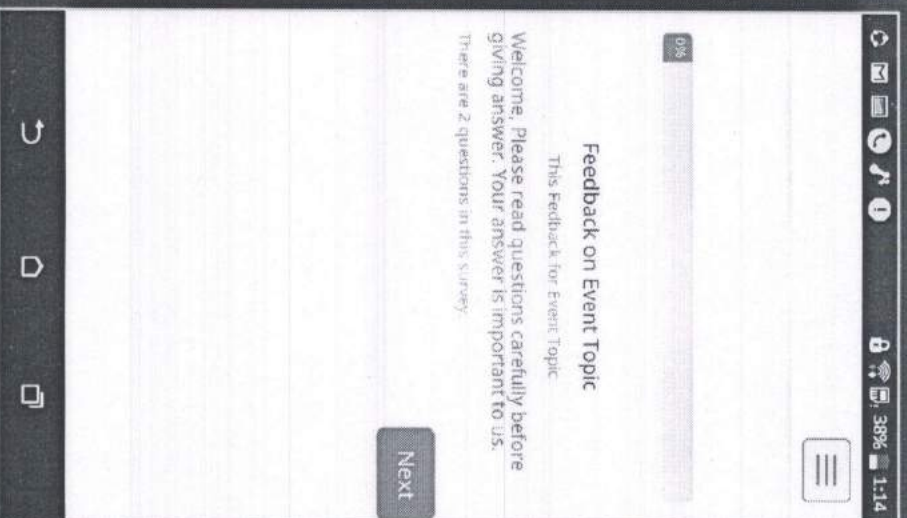 38% 1:14
0%
Feedback on Event Topic
This Fedback for Event Topic
Welcome, Please read questions carefully before
giving answer. Your answer is important to us.
There are 2 questions in this survey.
Next